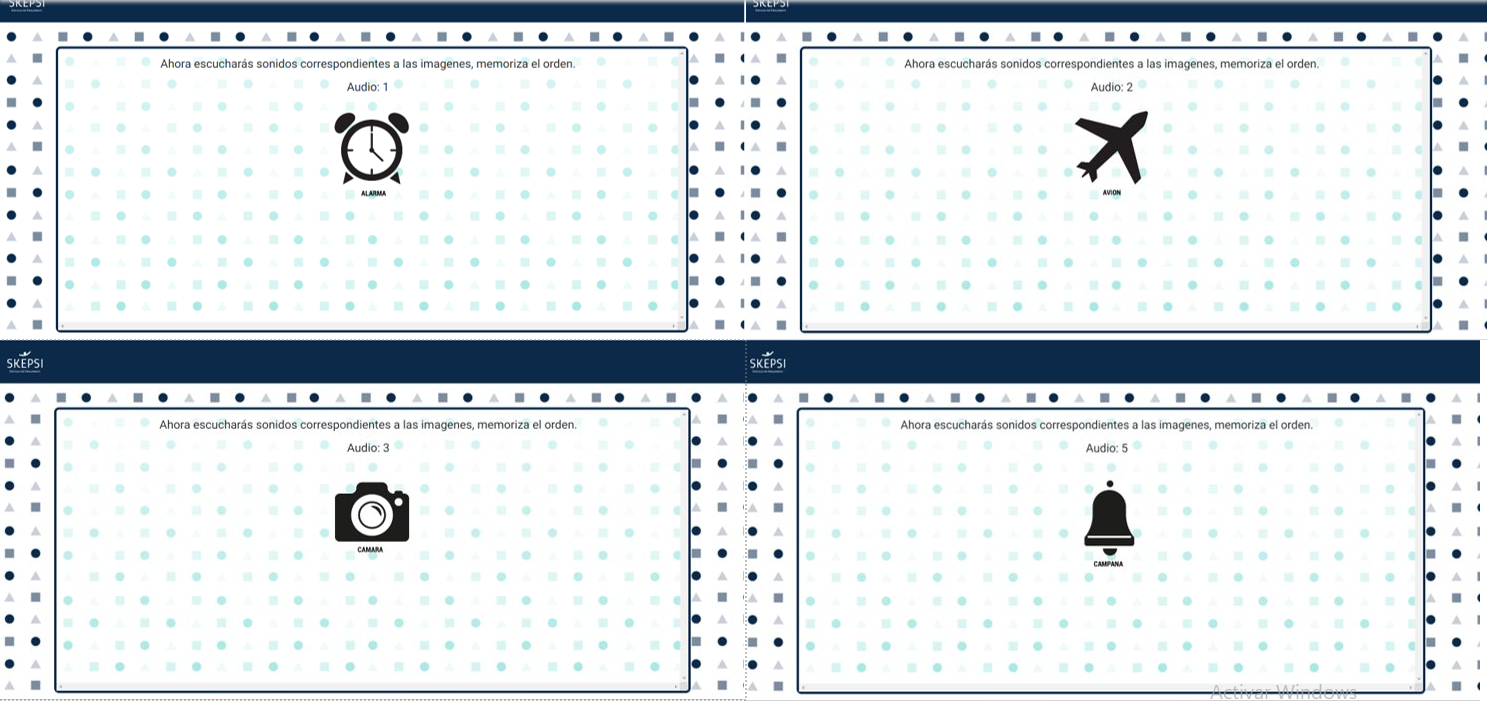 SKEPSI
Ahora escucharás sonidos correspondientes a las imagenes, memoriza el orden.
Audio: 1
ALARMA
SKEPSI
Ahora escucharás sonidos correspondientes a las imagenes, memoriza el orden.
Audio: 2
AVION
SKEPSI
Ahora escucharás sonidos correspondientes a las imagenes, memoriza el orden.
Audio: 3
CAMARA
SKEPSI
Ahora escucharás sonidos correspondientes a las imagenes, memoriza el orden.
Audio: 5
CAMPANA
Activar Windows